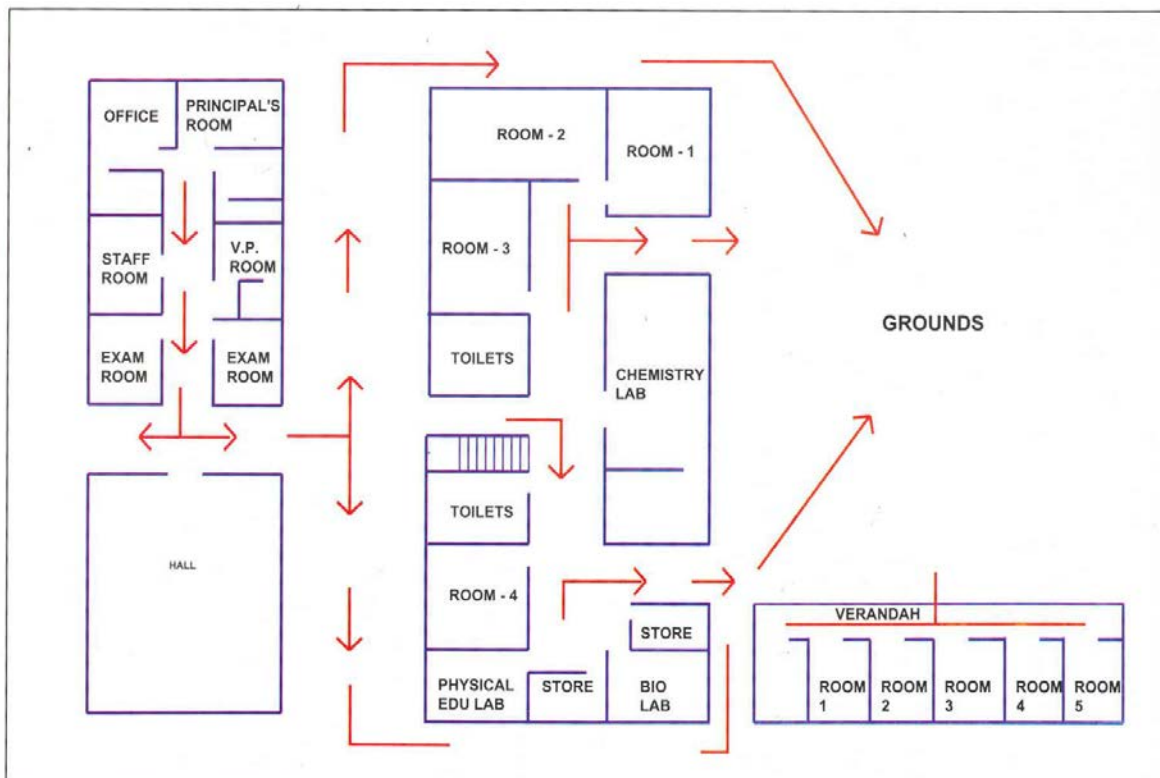 OFFICE
PRINCIPAL'S
ROOM
STAFF
ROOM
V.P.
ROOM
EXAM
ROOM
EXAM
ROOM
HALL
ROOM - 2
ROOM - 1
ROOM - 3
TOILETS
CHEMISTRY
LAB
TOILETS
ROOM - 4
STORE
PHYSICAL
EDU LAB
STORE
BIO
LAB
GROUNDS
VERANDAH
ROOM
1
ROOM
2
ROOM
3
ROOM
4
ROOM
5